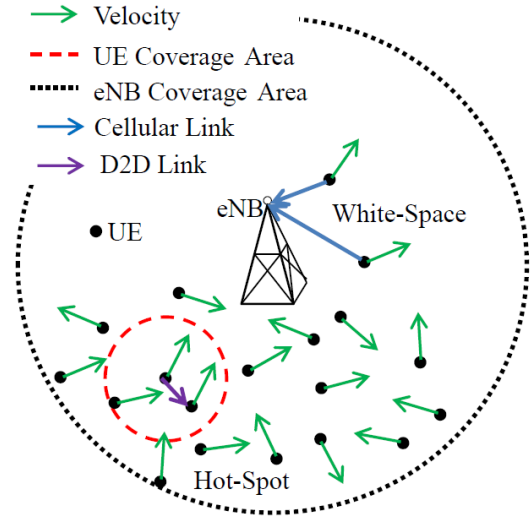 Velocity
UE Coverage Area
eNB Coverage Area
Cellular Link
D2D Link
eNB
White-Space
UE
Hot-Spot